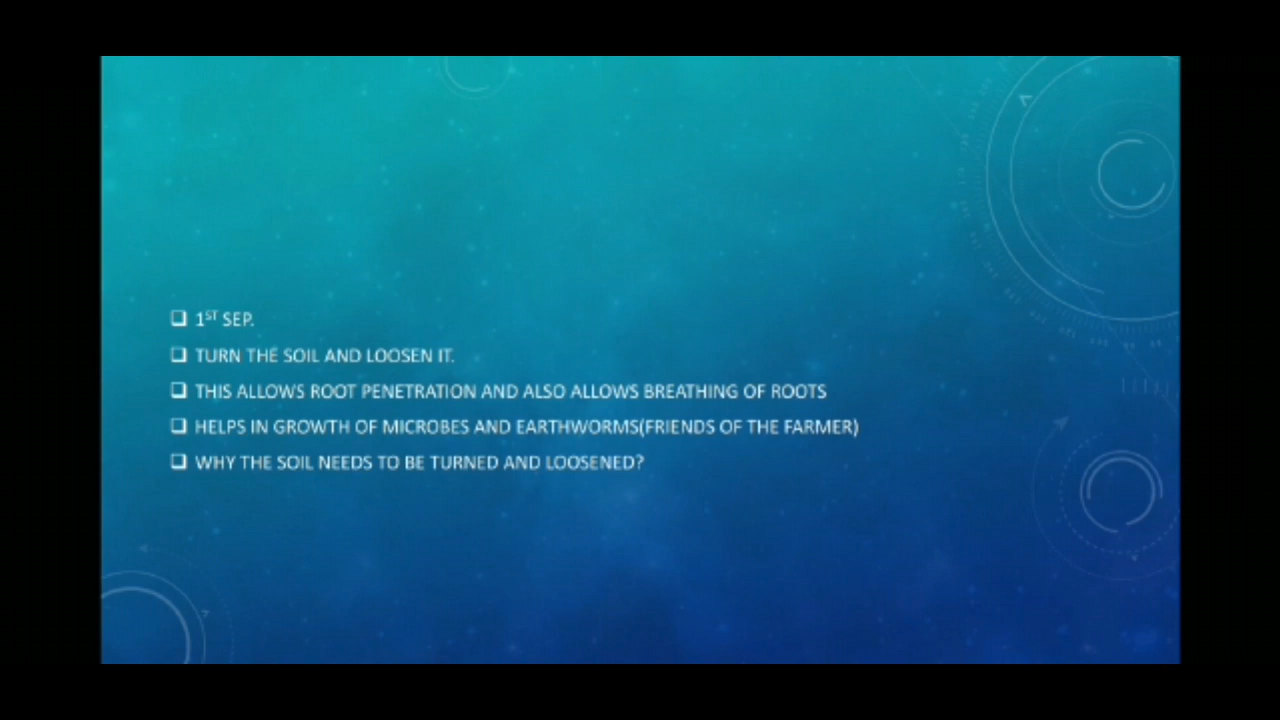 ❑ 1ST SEP.
❑ TURN THE SOIL AND LOOSEN IT.
❑ THIS ALLOWS ROOT PENETRATION AND ALSO ALLOWS BREATHING OF ROOTS
❑ HELPS IN GROWTH OF MICROBES AND EARTHWORMS(FRIENDS OF THE FARMER)
❑ WHY THE SOIL NEEDS TO BE TURNED AND LOOSENED?